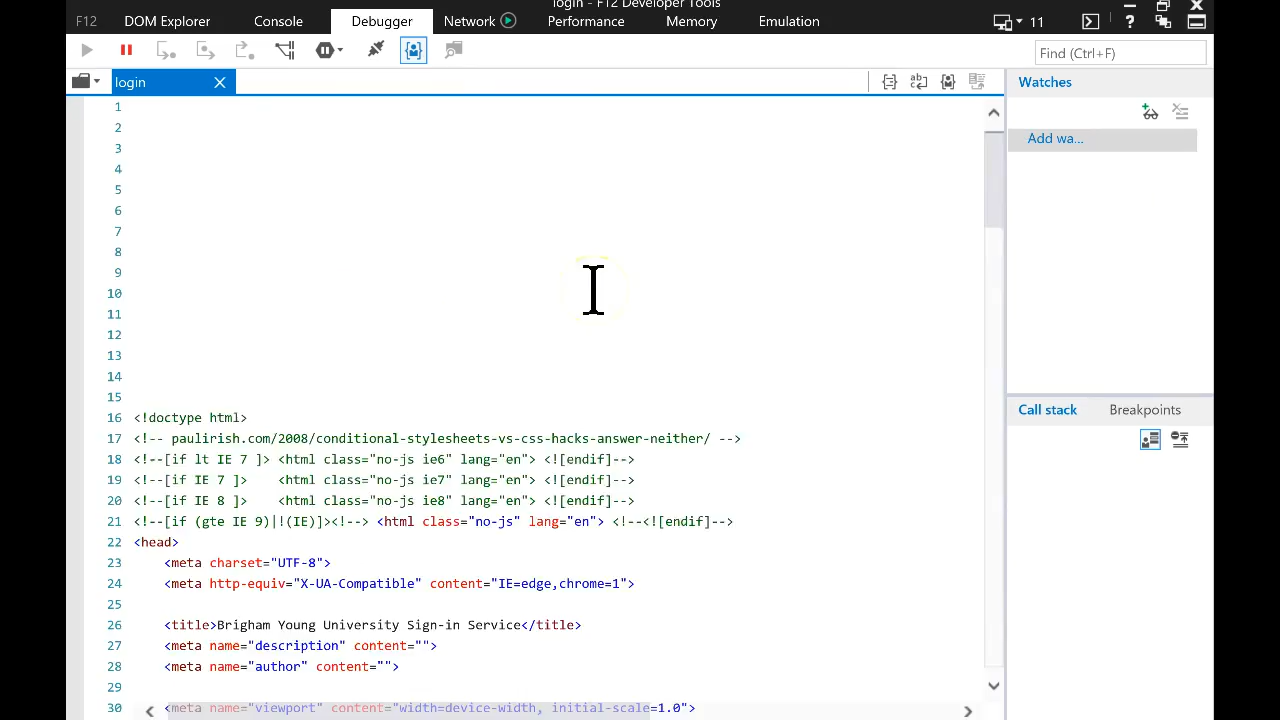 login - F12 Developer Tools
F12 DOM Explorer Console Debugger Network Performance Memory Emulation 11 ?
Find (Ctrl+F)
login
Watches
Add wa...
1
2
3
4
5
6
7
8
9
10
11
12
13
14
15
16 <!doctype html>
17 <!-- paulirish.com/2008/conditional-stylesheets-vs-css-hacks-answer-neither/ -->
18 <!--[if lt IE 7 ]> <html class="no-js ie6" lang="en"> <![endif]-->
19 <!--[if IE 7 ]>    <html class="no-js ie7" lang="en"> <![endif]-->
20 <!--[if IE 8 ]>    <html class="no-js ie8" lang="en"> <![endif]-->
21 <!--[if (gte IE 9)|!(IE)]><!--> <html class="no-js" lang="en"> <!--<![endif]-->
22 <head>
23     <meta charset="UTF-8">
24     <meta http-equiv="X-UA-Compatible" content="IE=edge,chrome=1">
25
26     <title>Brigham Young University Sign-in Service</title>
27     <meta name="description" content="">
28     <meta name="author" content="">
29
30     <meta name="viewport" content="width=device-width, initial-scale=1.0">
Call stack Breakpoints